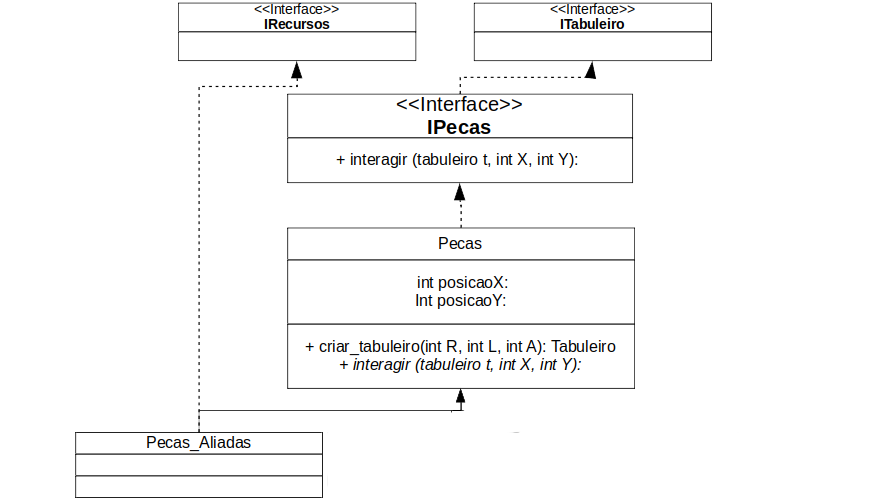 <<Interface>>
IRecursos
<<Interface>>
ITabuleiro
<<Interface>>
IPecas
+ interagir (tabuleiro t, int X, int Y):
Pecas
int posicaoX:
Int posicaoY:
+ criar_tabuleiro(int R, int L, int A): Tabuleiro
+ interagir (tabuleiro t, int X, int Y):
Pecas_Aliadas